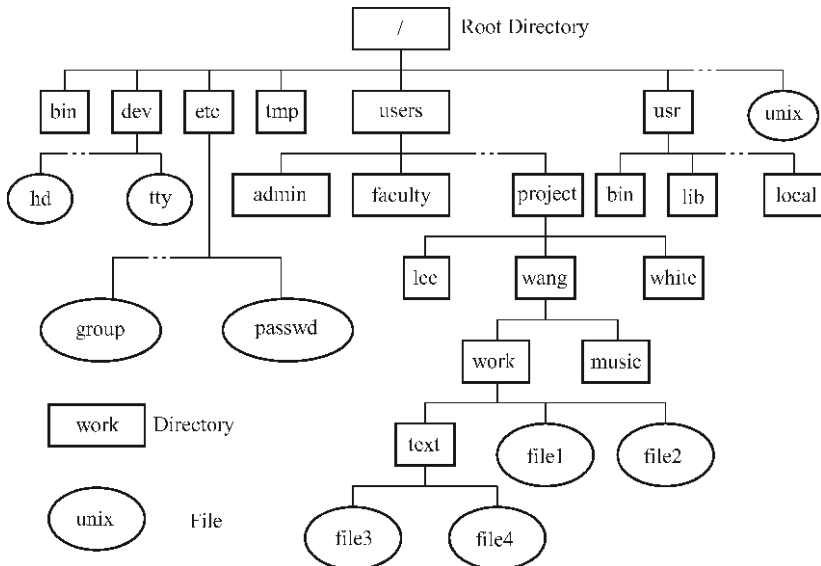 / Root Directory
bin dev etc tmp users usr unix
hd tty admin faculty project bin lib local
lee wang white
group passwd
work music
work Directory
text file1 file2
unix File
file3 file4